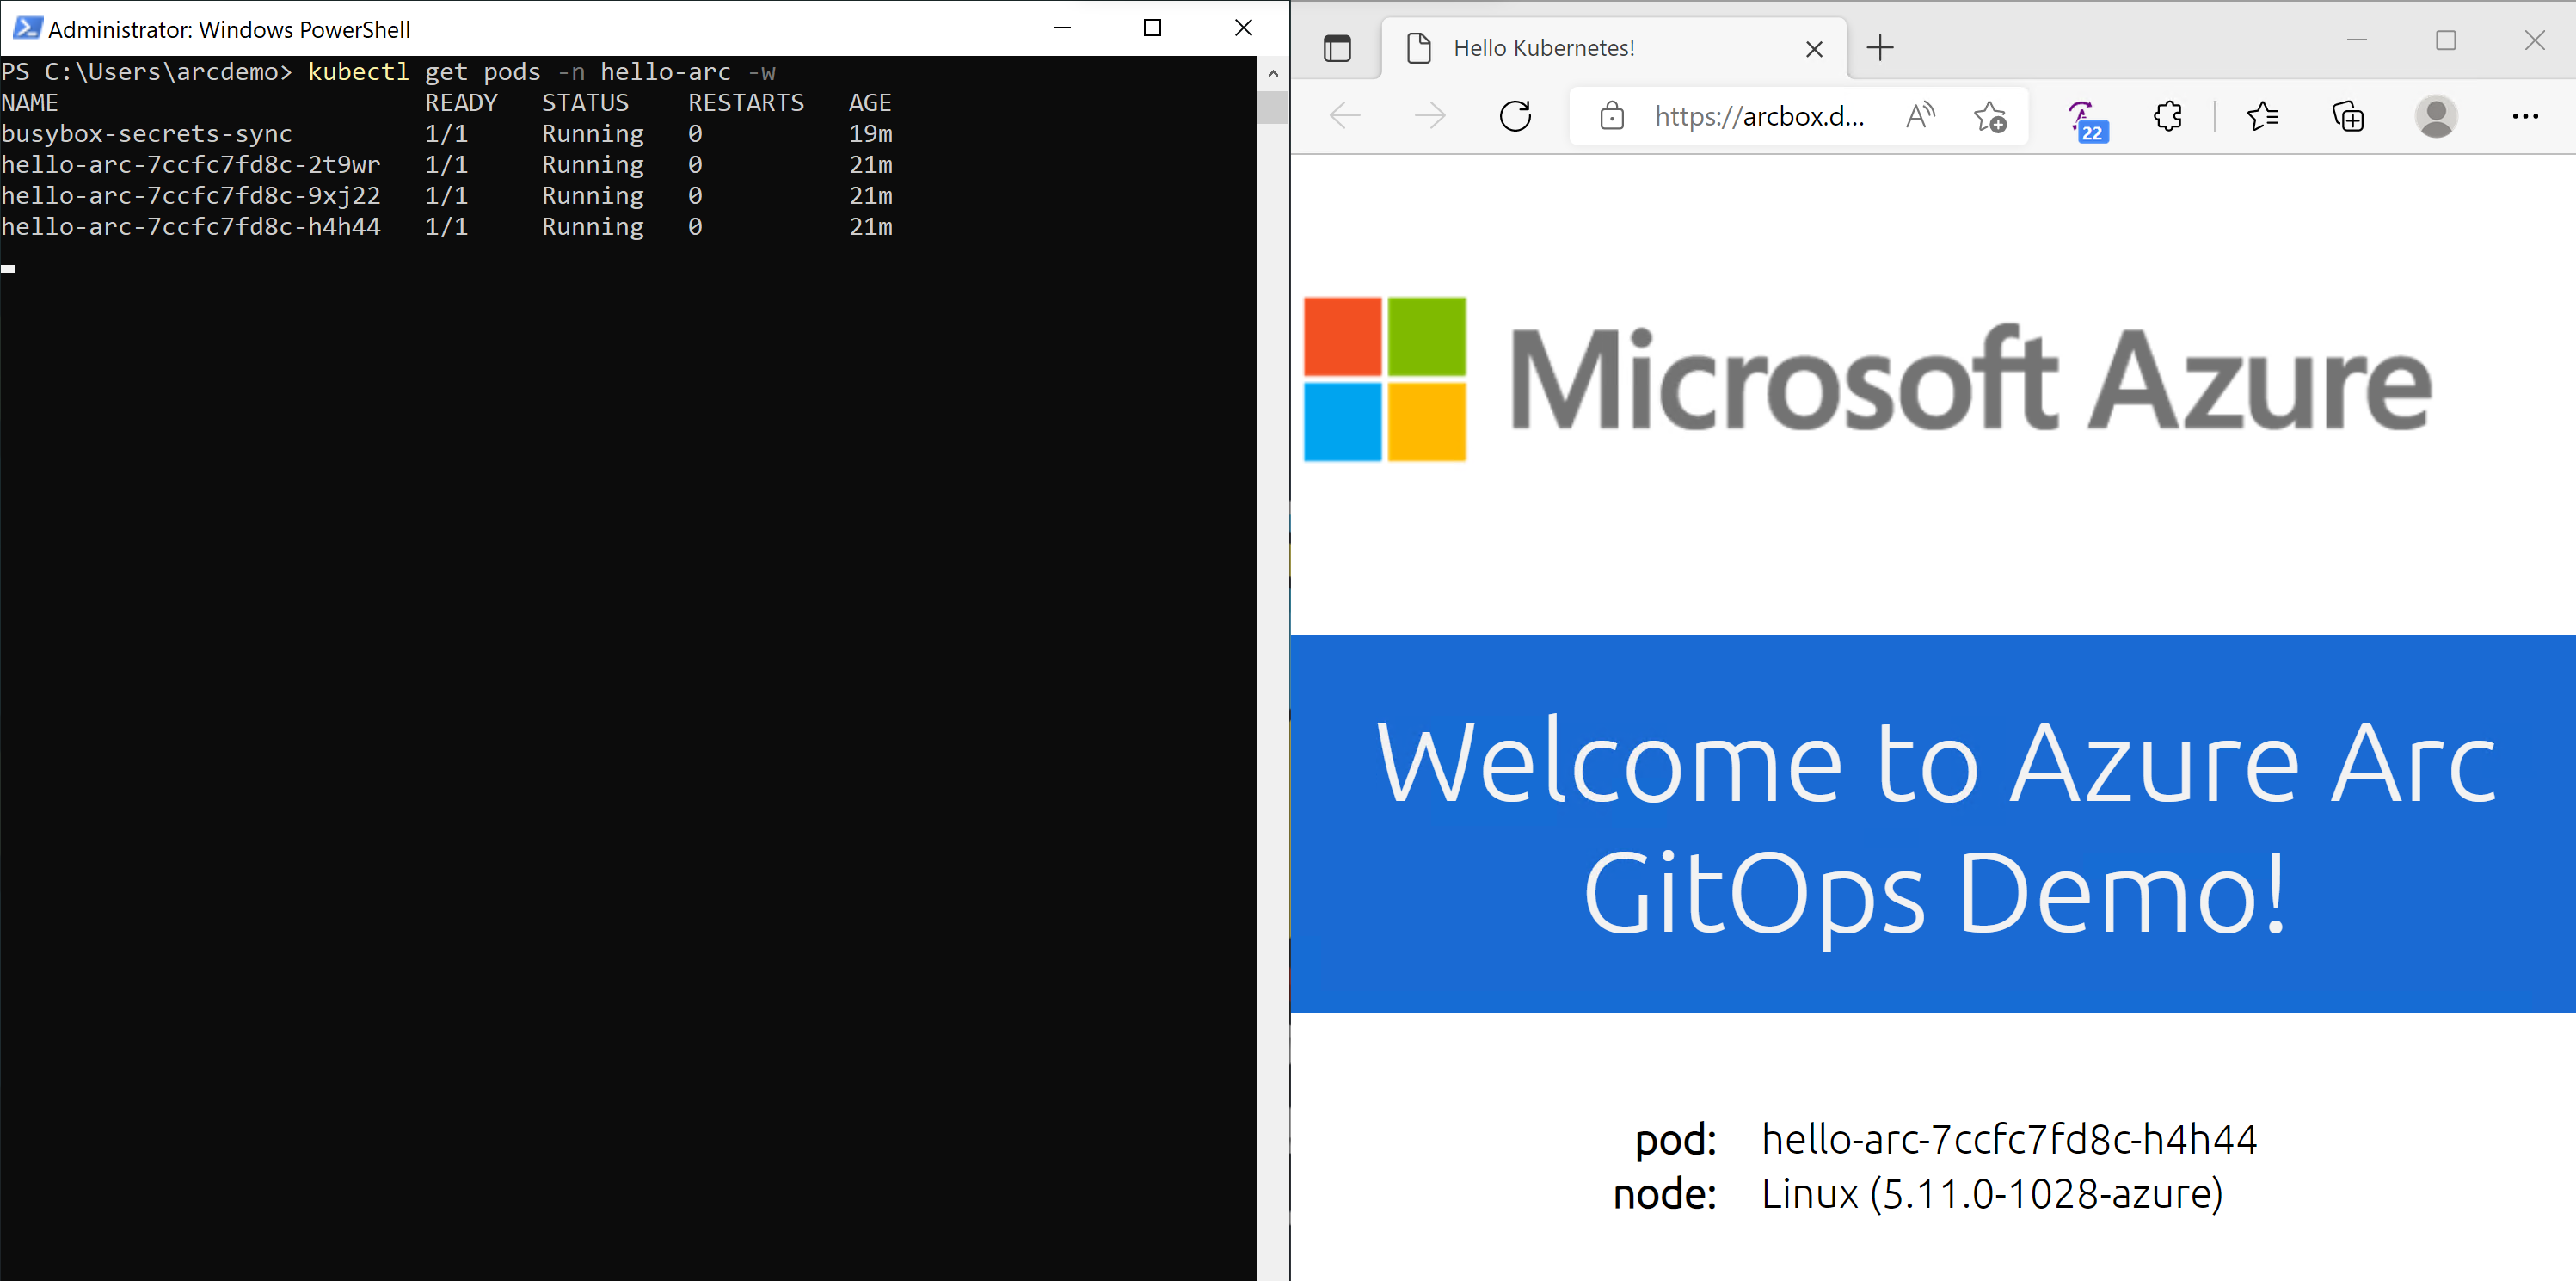 Administrator: Windows PowerShell
PS C:\Users\arcdemo> kubectl get pods -n hello-arc -w
NAME READY STATUS RESTARTS AGE
busybox-secrets-sync 1/1 Running 0 19m
hello-arc-7ccfc7fd8c-2t9wr 1/1 Running 0 21m
hello-arc-7ccfc7fd8c-9xj22 1/1 Running 0 21m
hello-arc-7ccfc7fd8c-h4h44 1/1 Running 0 21m
Hello Kubernetes!
https://arcbox.d...
22
Microsoft Azure
Welcome to Azure Arc
GitOps Demo!
pod: hello-arc-7ccfc7fd8c-h4h44
node: Linux (5.11.0-1028-azure)